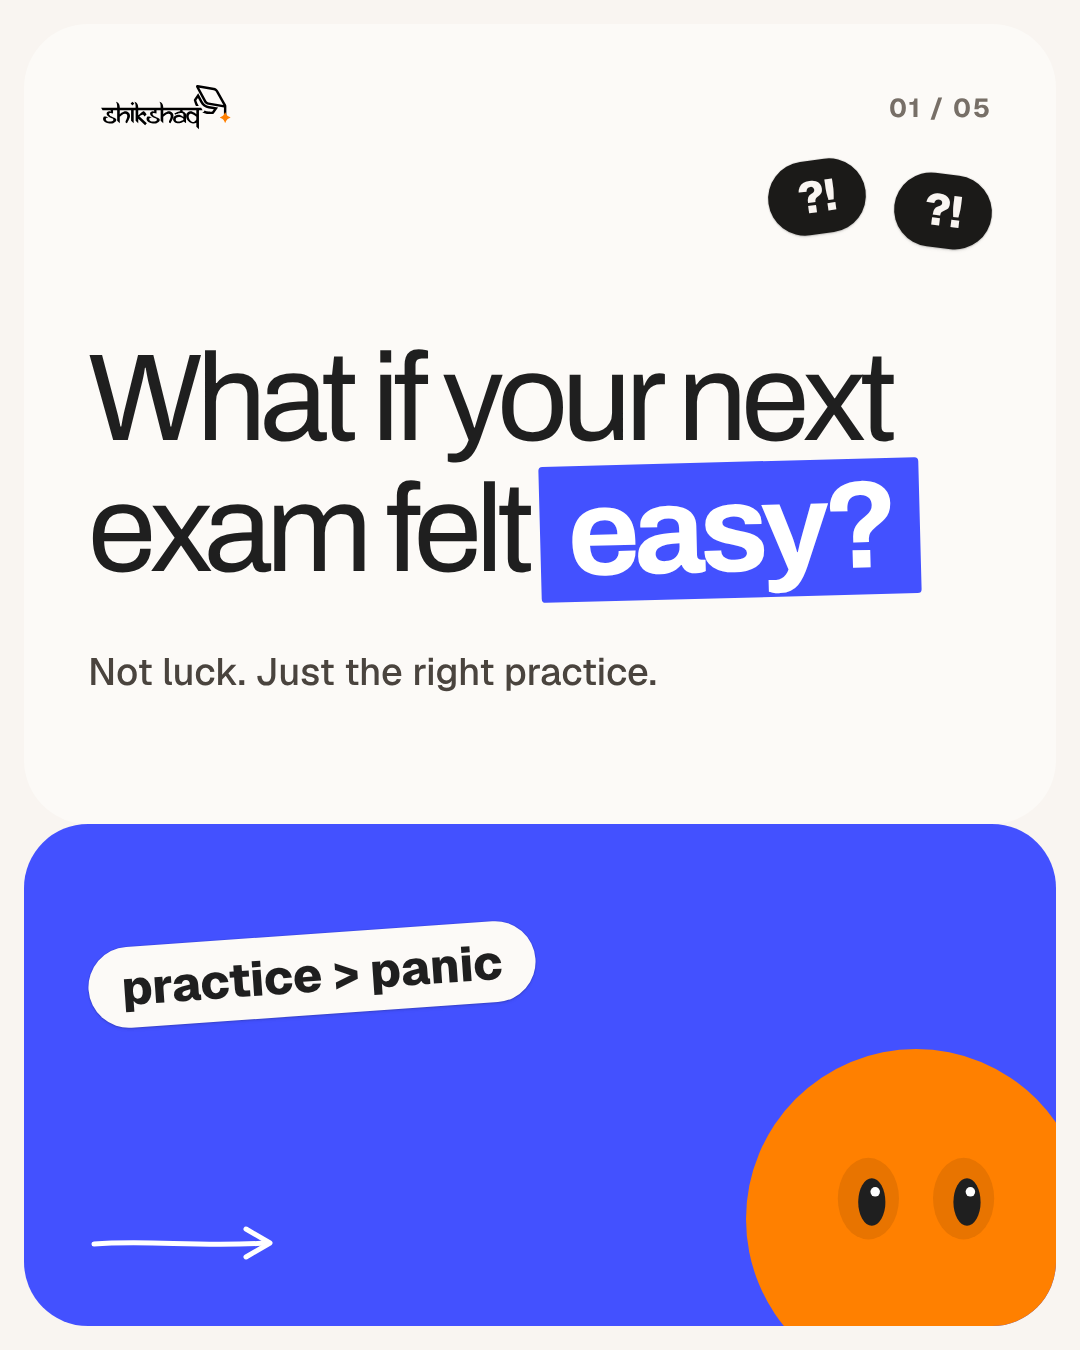 shikshaq
01 / 05
?!
?!
What if your next
exam felt easy?
Not luck. Just the right practice.
practice > panic